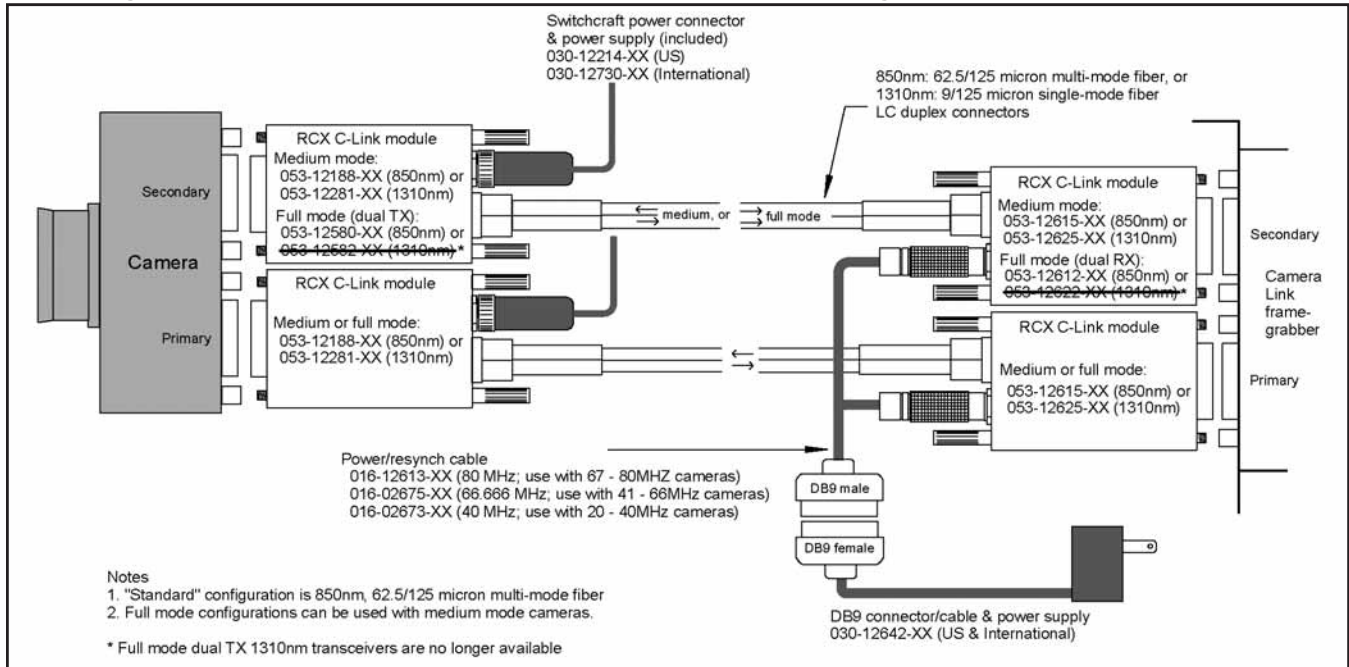 Switchcraft power connector
& power supply (included)
030-12214-XX (US)
030-12730-XX (International)
850nm: 62.5/125 micron multi-mode fiber, or
1310nm: 9/125 micron single-mode fiber
LC duplex connectors
Camera
Secondary
Primary
RCX C-Link module
Medium mode:
053-12188-XX (850nm) or
053-12281-XX (1310nm)
Full mode (dual TX):
053-12580-XX (850nm) or
053-12582-XX (1310nm)*
RCX C-Link module
Medium or full mode:
053-12188-XX (850nm) or
053-12281-XX (1310nm)
medium, or
full mode
RCX C-Link module
Medium mode:
053-12615-XX (850nm) or
053-12625-XX (1310nm)
Full mode (dual RX):
053-12612-XX (850nm) or
053-12622-XX (1310nm)*
RCX C-Link module
Medium or full mode:
053-12615-XX (850nm) or
053-12625-XX (1310nm)
Secondary
Camera
Link
frame-
grabber
Primary
Power/resynch cable
016-12613-XX (80 MHz; use with 67 - 80MHZ cameras)
016-02675-XX (66.666 MHz; use with 41 - 66MHz cameras)
016-02673-XX (40 MHz; use with 20 - 40MHz cameras)
DB9 male
DB9 female
DB9 connector/cable & power supply
030-12642-XX (US & International)
Notes
1. "Standard" configuration is 850nm, 62.5/125 micron multi-mode fiber
2. Full mode configurations can be used with medium mode cameras.
* Full mode dual TX 1310nm transceivers are no longer available